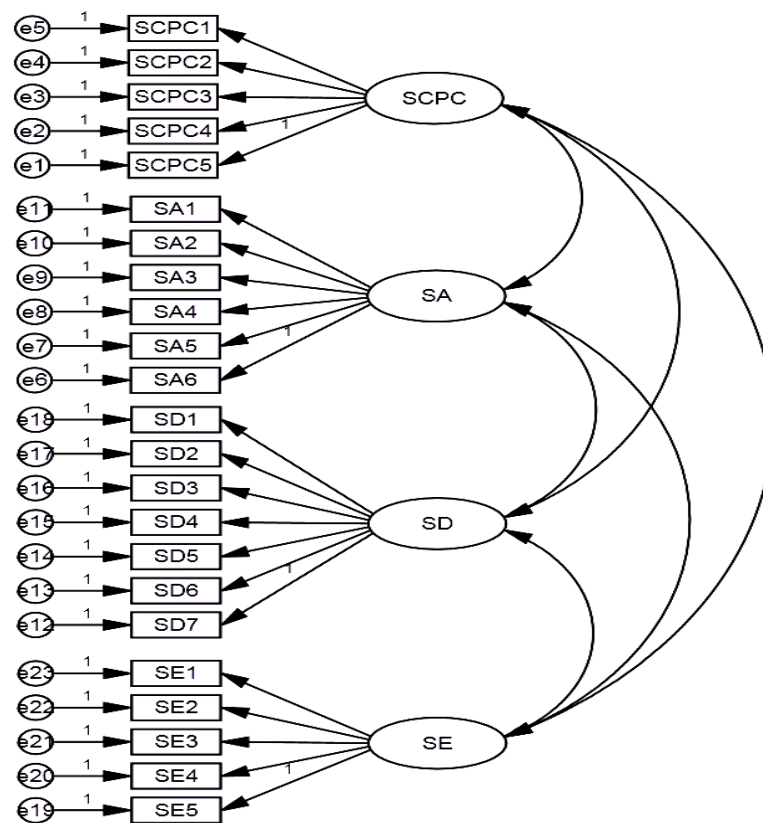 e5 1 SCPC1
e4 1 SCPC2
e3 1 SCPC3
SCPC
e2 1 SCPC4
1
e1 1 SCPC5
e11 1 SA1
e10 1 SA2
e9 1 SA3
SA
e8 1 SA4
e7 1 SA5
1
e6 1 SA6
e18 1 SD1
e17 1 SD2
e16 1 SD3
e15 1 SD4
SD
e14 1 SD5
1
e13 1 SD6
e12 1 SD7
e23 1 SE1
e22 1 SE2
e21 1 SE3
SE
e20 1 SE4
1
e19 1 SE5